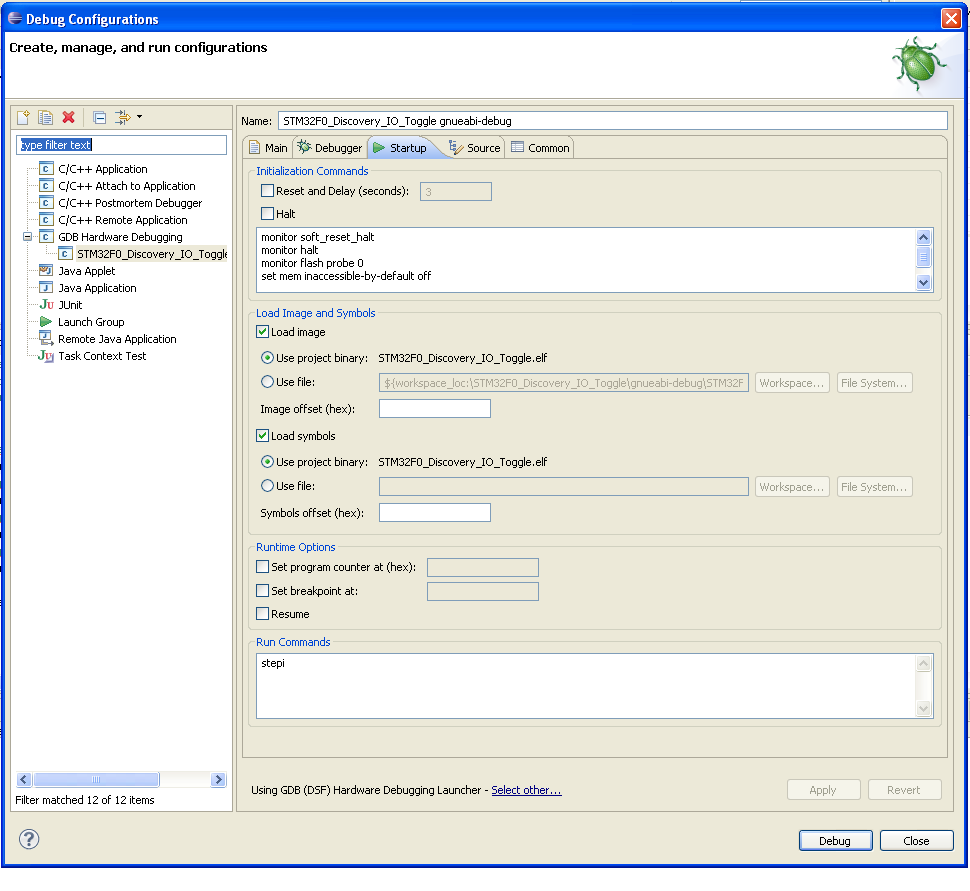 Debug Configurations
Create, manage, and run configurations
type filter text
C/C++ Application
C/C++ Attach to Application
C/C++ Postmortem Debugger
C/C++ Remote Application
GDB Hardware Debugging
STM32F0_Discovery_IO_Toggle
Java Applet
Java Application
JUnit
Launch Group
Remote Java Application
Task Context Test
Filter matched 12 of 12 items
Name: STM32F0_Discovery_IO_Toggle gnueabi-debug
Main Debugger Startup Source Common
Initialization Commands
Reset and Delay (seconds): 3
Halt
monitor soft_reset_halt
monitor halt
monitor flash probe 0
set mem inaccessible-by-default off
Load Image and Symbols
Load image
Use project binary: STM32F0_Discovery_IO_Toggle.elf
Use file: ${workspace_loc:\STM32F0_Discovery_IO_Toggle\gnueabi-debug\STM32F Workspace... File System...
Image offset (hex):
Load symbols
Use project binary: STM32F0_Discovery_IO_Toggle.elf
Use file: Workspace... File System...
Symbols offset (hex):
Runtime Options
Set program counter at (hex):
Set breakpoint at:
Resume
Run Commands
stepi
Using GDB (DSF) Hardware Debugging Launcher - Select other...
Apply Revert
? Debug Close